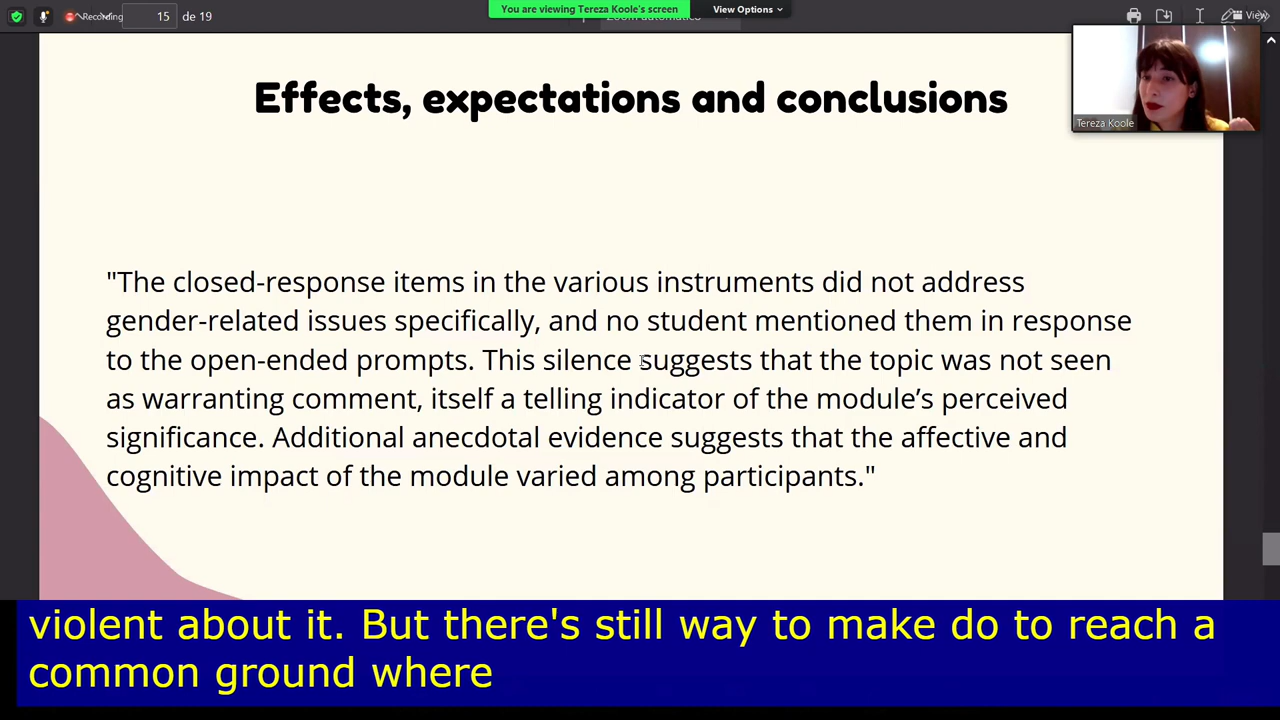 Recording
15 de 19
You are viewing Tereza Koole's screen
View Options
Zoom automático
View
Effects, expectations and conclusions
Tereza Koole
"The closed-response items in the various instruments did not address
gender-related issues specifically, and no student mentioned them in response
to the open-ended prompts. This silence suggests that the topic was not seen
as warranting comment, itself a telling indicator of the module’s perceived
significance. Additional anecdotal evidence suggests that the affective and
cognitive impact of the module varied among participants."
violent about it. But there's still way to make do to reach a
common ground where